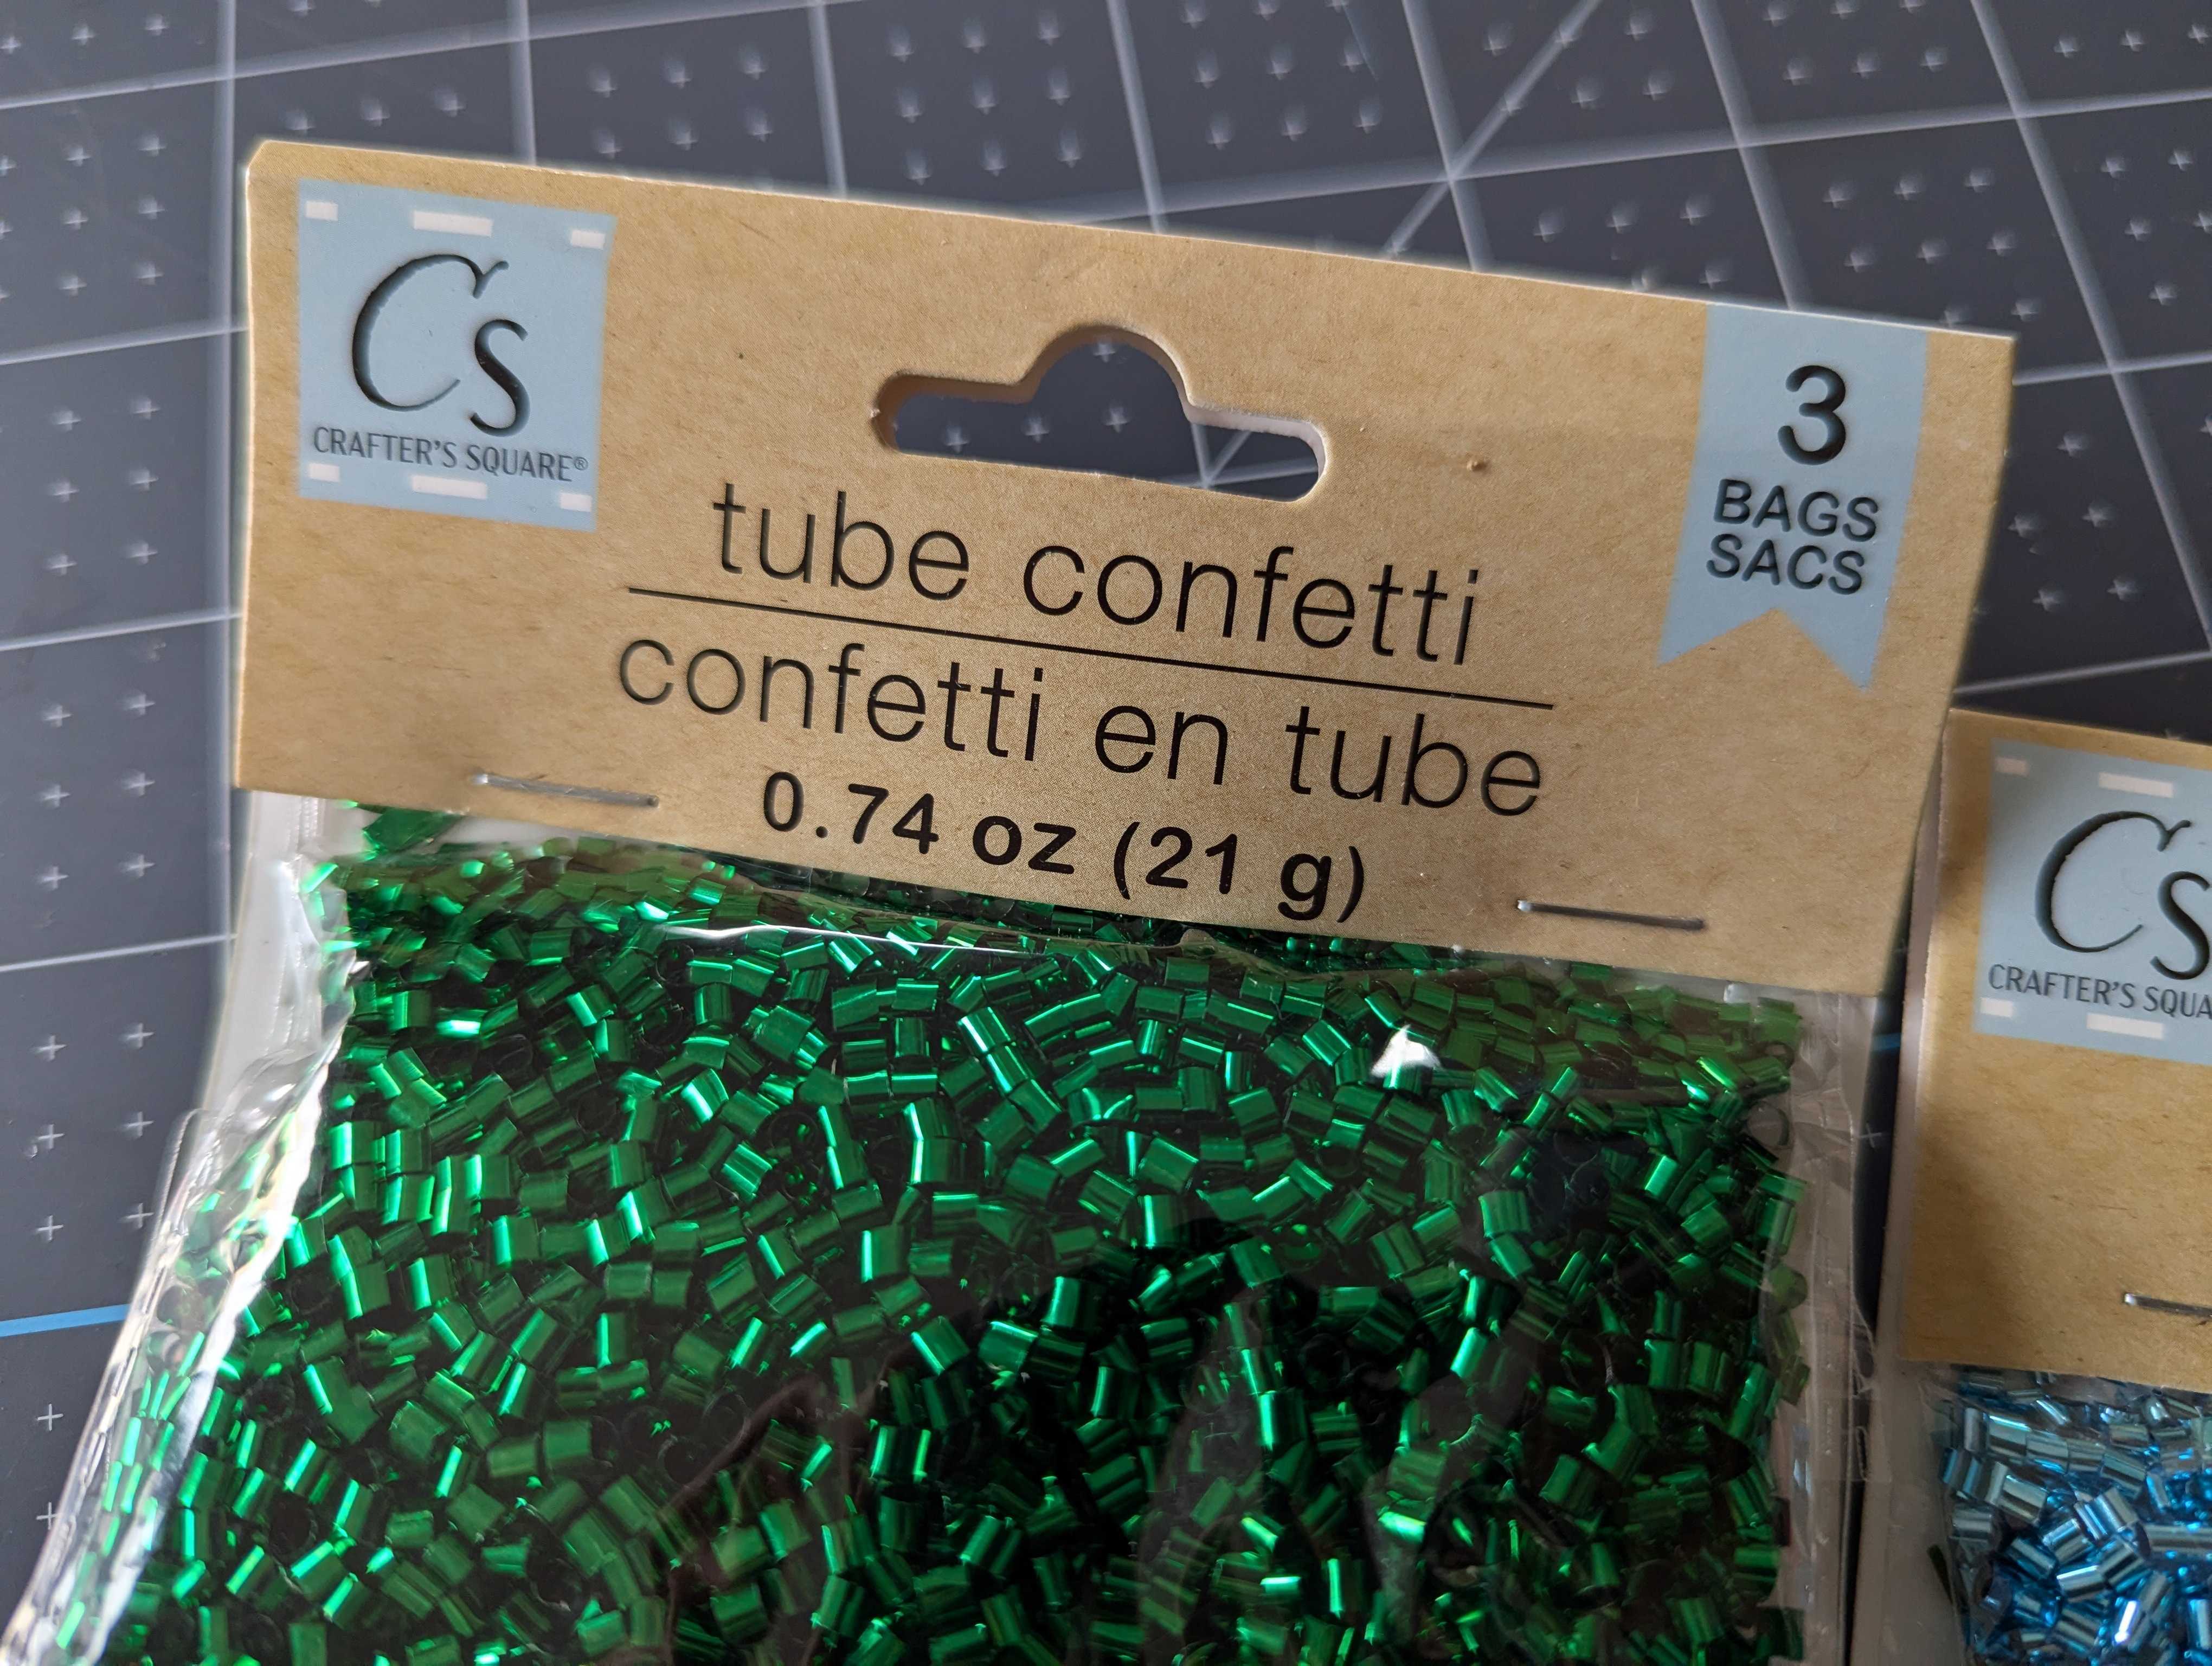 Cs
CRAFTER'S SQUARE®
tube confetti
confetti en tube
0.74 oz (21 g)
3
BAGS
SACS
Cs
CRAFTER'S SQUA